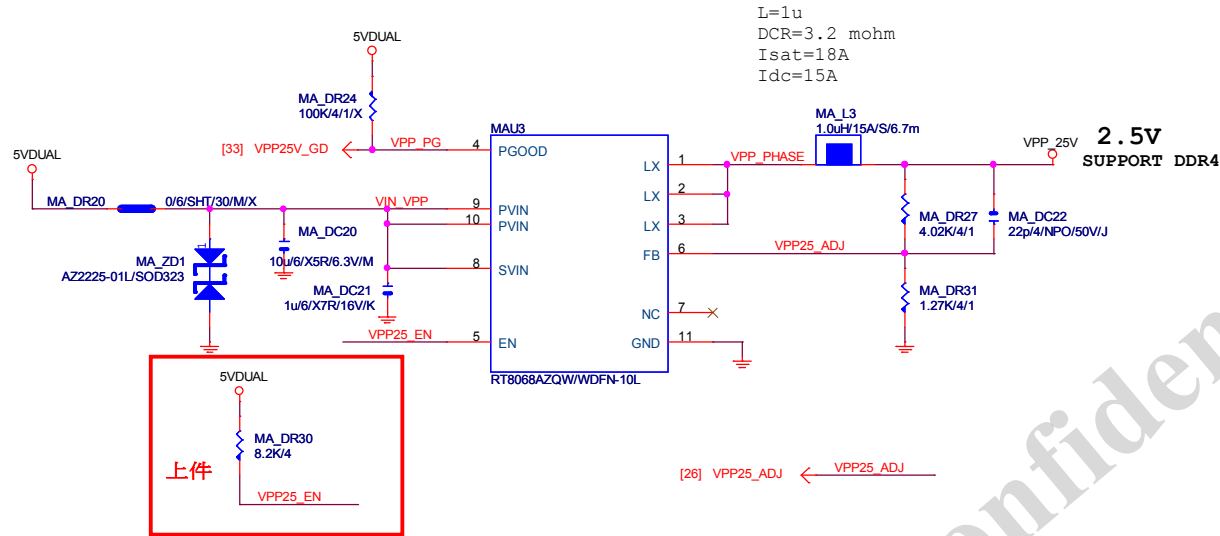 L=1u
DCR=3.2 mohm
Isat=18A
Idc=15A
5VDUAL
MA_DR24
100K/4/1/X
[33] VPP25V_GD
VPP_PG
4
PGOOD
MAU3
LX
1
VPP_PHASE
MA_L3
1.0uH/15A/S/6.7m
VPP_25V
2.5V
SUPPORT DDR4
5VDUAL
MA_DR20
0/6/SHT/30/M/X
VIN_VPP
9
PVIN
10
PVIN
LX
2
LX
3
MA_DR27
4.02K/4/1
MA_DC22
22p/4/NPO/50V/J
1
MA_ZD1
AZ2225-01L/SOD323
MA_DC20
10u/6/X5R/6.3V/M
8
SVIN
FB
6
VPP25_ADJ
MA_DC21
1u/6/X7R/16V/K
MA_DR31
1.27K/4/1
NC
7
VPP25_EN
5
EN
GND
11
RT8068AZQW/WDFN-10L
5VDUAL
MA_DR30
8.2K/4
上件
VPP25_EN
[26] VPP25_ADJ
VPP25_ADJ